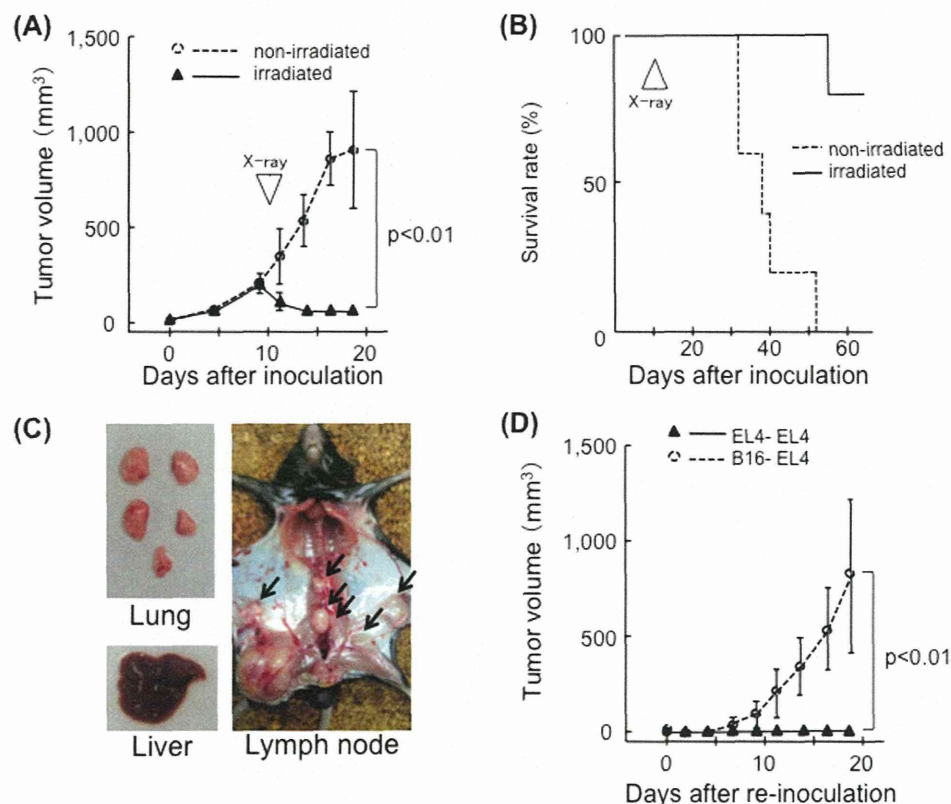 (A)
1,500
1,000
500
0
Tumor volume (mm³)
non-irradiated
irradiated
X-ray
p<0.01
0 10 20
Days after inoculation
(B)
100
50
0
Survival rate (%)
X-ray
non-irradiated
irradiated
20 40 60
Days after inoculation
(C)
Lung
Liver
Lymph node
(D)
1,500
1,000
500
0
Tumor volume (mm³)
EL4- EL4
B16- EL4
p<0.01
0 10 20
Days after re-inoculation